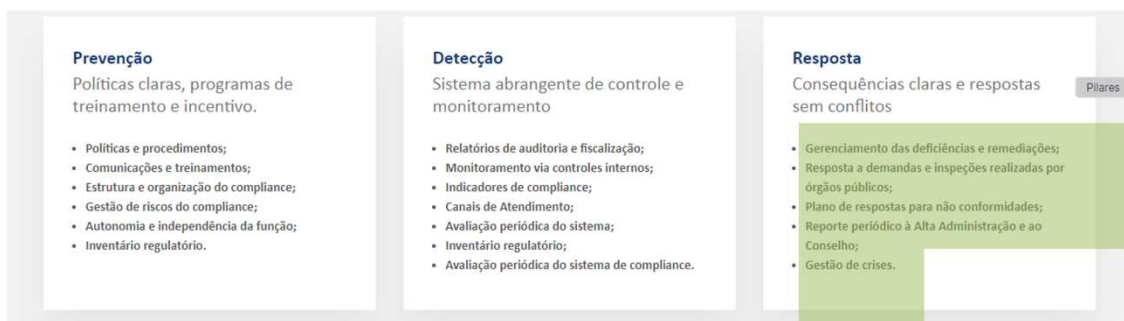 Prevenção
Políticas claras, programas de
treinamento e incentivo.
• Políticas e procedimentos;
• Comunicações e treinamentos;
• Estrutura e organização do compliance;
• Gestão de riscos do compliance;
• Autonomia e independência da função;
• Inventário regulatório.
Detecção
Sistema abrangente de controle e
monitoramento
• Relatórios de auditoria e fiscalização;
• Monitoramento via controles internos;
• Indicadores de compliance;
• Canais de Atendimento;
• Avaliação periódica do sistema;
• Inventário regulatório;
• Avaliação periódica do sistema de compliance.
Resposta
Consequências claras e respostas
sem conflitos
• Gerenciamento das deficiências e remediações;
• Resposta a demandas e inspeções realizadas por
órgãos públicos;
• Plano de respostas para não conformidades;
• Reporte periódico à Alta Administração e ao
Conselho;
• Gestão de crises.
Pilares